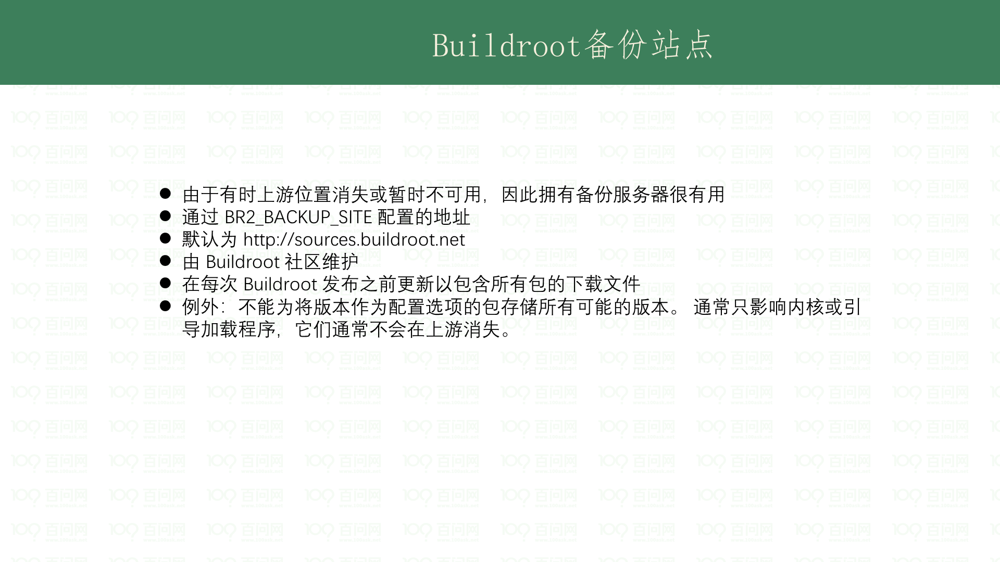 Buildroot备份站点
● 由于有时上游位置消失或暂时不可用，因此拥有备份服务器很有用
● 通过 BR2_BACKUP_SITE 配置的地址
● 默认为 http://sources.buildroot.net
● 由 Buildroot 社区维护
● 在每次 Buildroot 发布之前更新以包含所有包的下载文件
● 例外：不能为将版本作为配置选项的包存储所有可能的版本。 通常只影响内核或引
导加载程序，它们通常不会在上游消失。